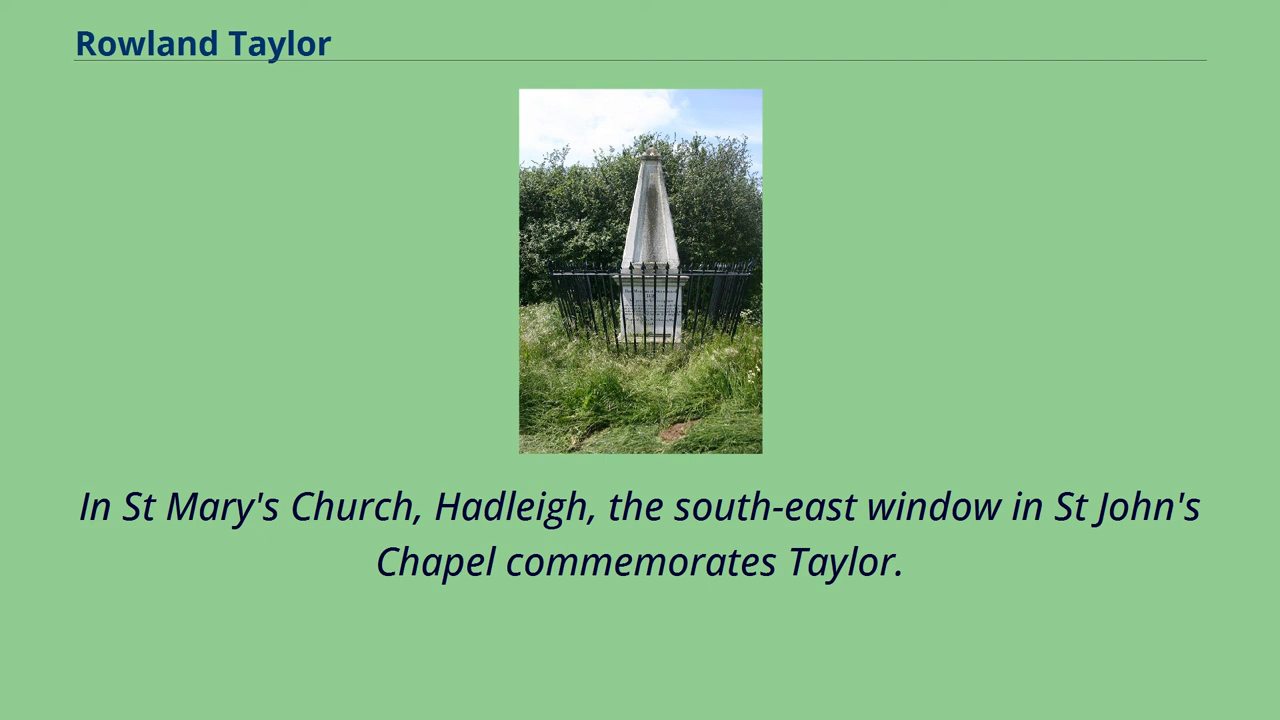 Rowland Taylor
In St Mary's Church, Hadleigh, the south-east window in St John's
Chapel commemorates Taylor.